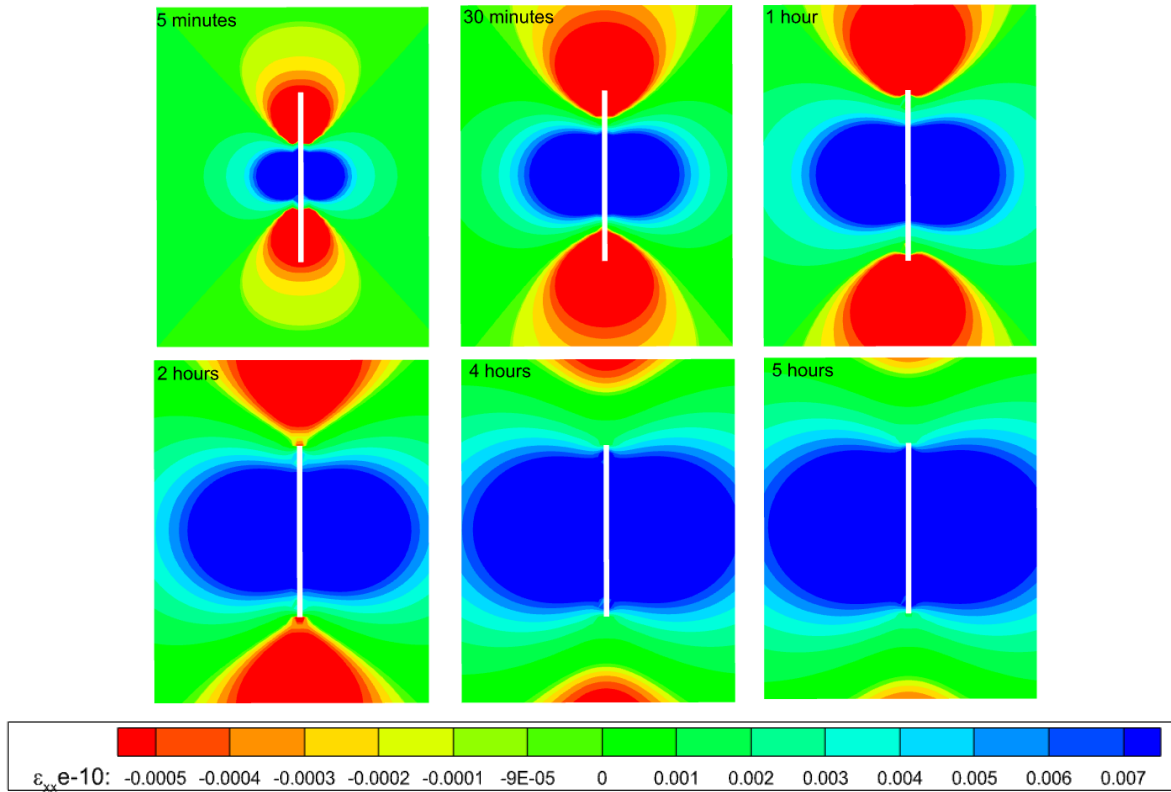 5 minutes
30 minutes
1 hour
2 hours
4 hours
5 hours
εxxe-10: -0.0005 -0.0004 -0.0003 -0.0002 -0.0001 -9E-05 0 0.001 0.002 0.003 0.004 0.005 0.006 0.007